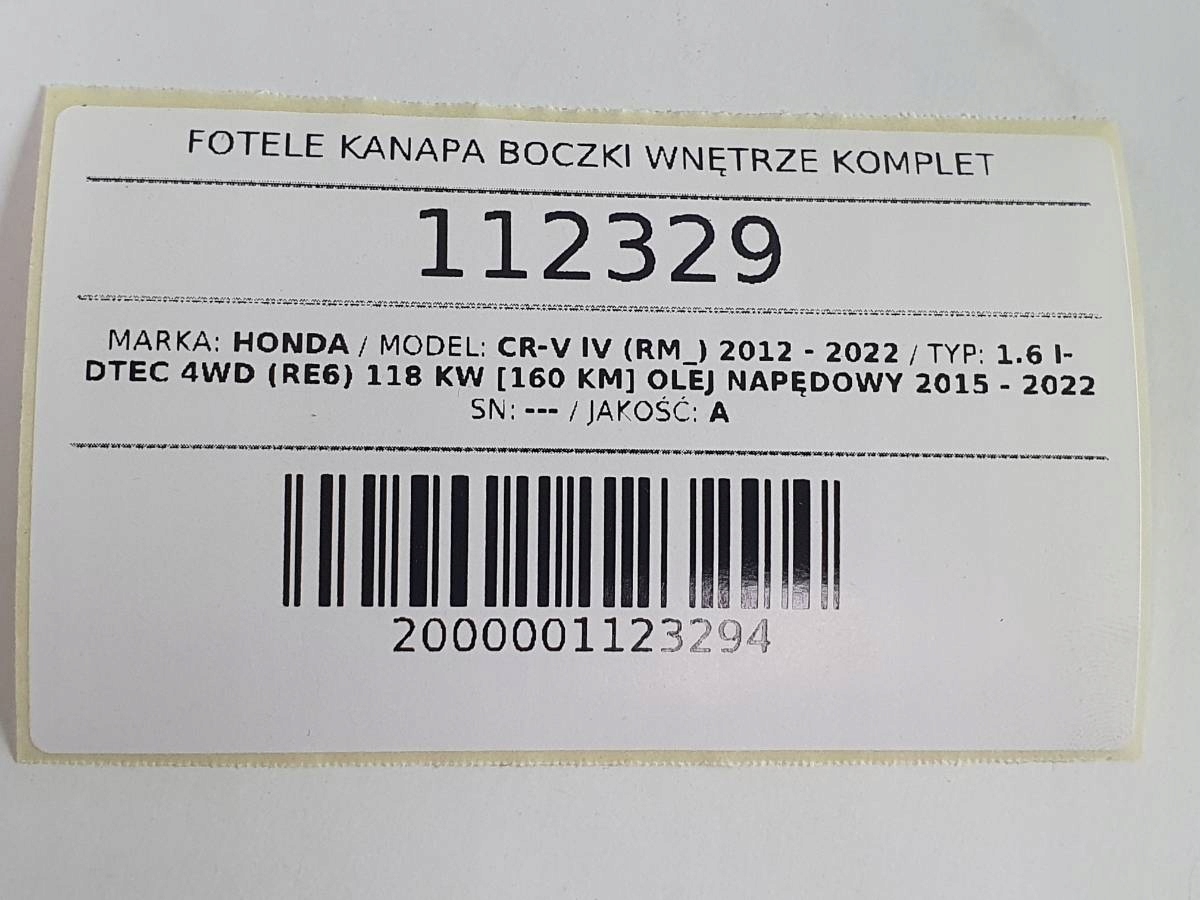 FOTELE KANAPA BOCZKI WNĘTRZE KOMPLET
112329
MARKA: HONDA / MODEL: CR-V IV (RM_) 2012 - 2022 / TYP: 1.6 I-
DTEC 4WD (RE6) 118 KW [160 KM] OLEJ NAPĘDOWY 2015 - 2022
SN: --- / JAKOŚĆ: A
2000001123294